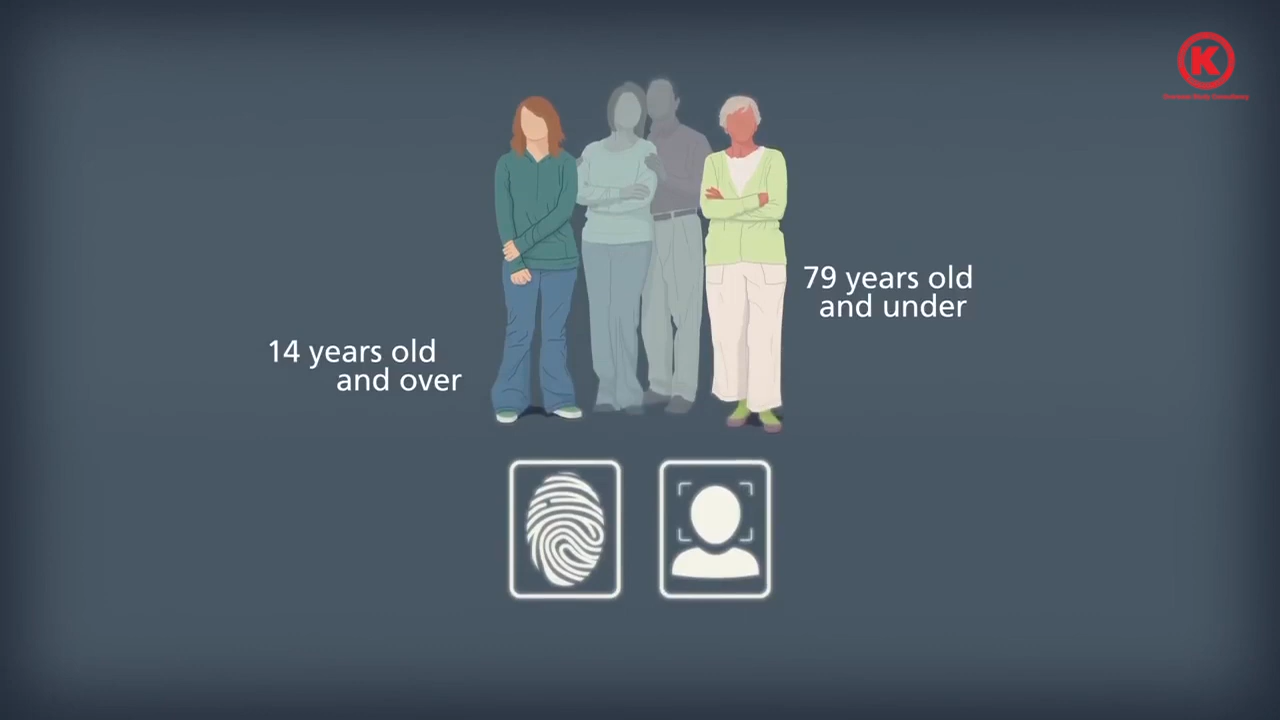 K
79 years old
and under
14 years old
and over